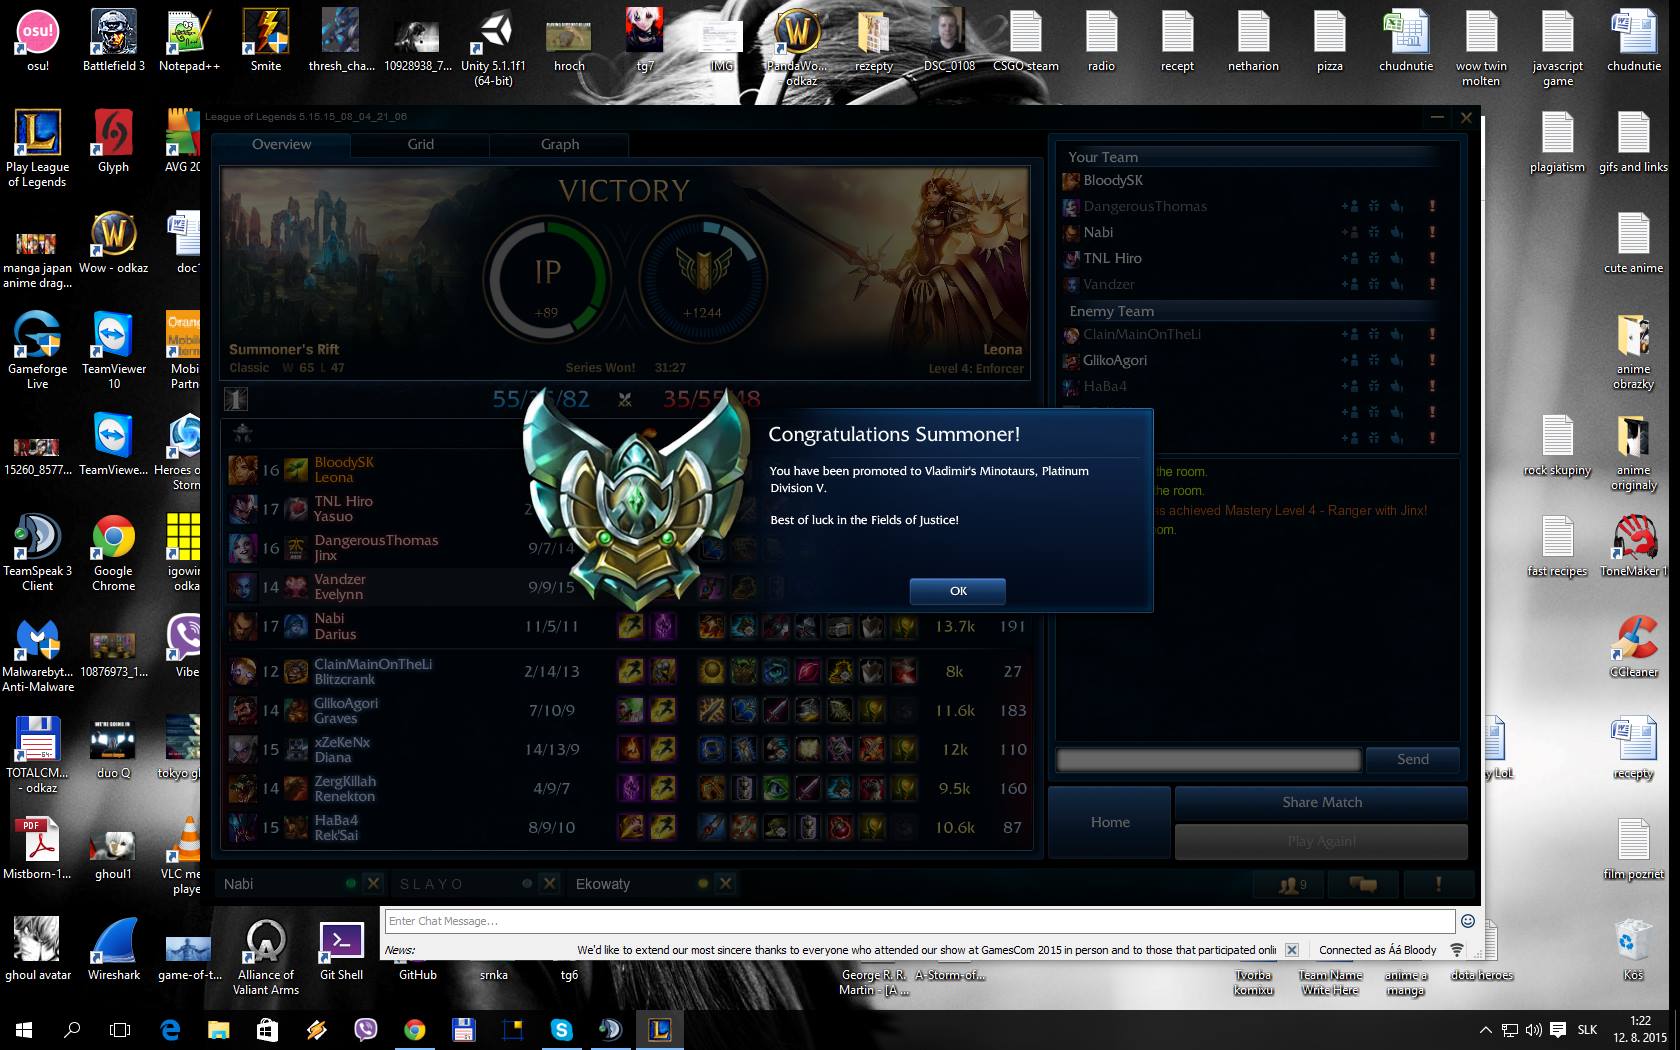 osu!
Battlefield 3
Notepad++
Smite
thresh_cha...
10928938_7...
Unity 5.1.1f1
(64-bit)
hroch
tg7
IMG
PandaWo...
- odkaz
rezepty
DSC_0108
CSGO steam
radio
recept
netharion
pizza
chudnutie
wow twin
molten
javascript
game
chudnutie
Play League
of Legends
Glyph
AVG 20
plagiatism
gifs and links
manga japan
anime drag...
Wow - odkaz
doc1
cute anime
Gameforge
Live
TeamViewer
10
Mobi
Partn
anime
obrazky
15260_8577...
TeamViewe...
Heroes o
Storm
rock skupiny
anime
originaly
TeamSpeak 3
Client
Google
Chrome
igowin
odka
fast recipes
ToneMaker 1
Malwarebyt...
Anti-Malware
10876973_1...
Vibe
CCleaner
TOTALCM...
- odkaz
duo Q
tokyo gl
y LoL
recepty
Mistborn-1...
ghoul1
VLC me
playe
film pozriet
ghoul avatar
Wireshark
game-of-t...
Alliance of
Valiant Arms
Git Shell
GitHub
srnka
tg6
George R. R.
Martin - [A ...
A-Storm-of...
Tvorba
komixu
Team Name
Write Here
anime a
manga
dota heroes
Kôš
League of Legends 5.15.15_08_04_21_06
Overview
Grid
Graph
VICTORY
IP
+89
+1244
Summoner's Rift
Classic W 65 L 47
Series Won! 31:27
Leona
Level 4: Enforcer
1
BloodySK
Leona
16
TNL Hiro
Yasuo
17
DangerousThomas
Jinx
16
9/7/14
Vandzer
Evelynn
14
9/9/15
Nabi
Darius
17
11/5/11
13.7k
191
ClainMainOnTheLi
Blitzcrank
12
2/14/13
8k
27
GlikoAgori
Graves
14
7/10/9
11.6k
183
xZeKeNx
Diana
15
14/13/9
12k
110
ZergKillah
Renekton
14
4/9/7
9.5k
160
HaBa4
Rek'Sai
15
8/9/10
10.6k
87
Congratulations Summoner!
You have been promoted to Vladimir's Minotaurs, Platinum
Division V.
Best of luck in the Fields of Justice!
OK
Your Team
BloodySK
DangerousThomas
Nabi
TNL Hiro
Vandzer
Enemy Team
ClainMainOnTheLi
GlikoAgori
HaBa4
the room.
the room.
s achieved Mastery Level 4 - Ranger with Jinx!
om.
Send
Home
Share Match
Play Again!
Nabi
S L A Y O
Ekowaty
9
Enter Chat Message...
News:
We'd like to extend our most sincere thanks to everyone who attended our show at GamesCom 2015 in person and to those that participated onli
Connected as Áá Bloody
SLK
1:22
12. 8. 2015